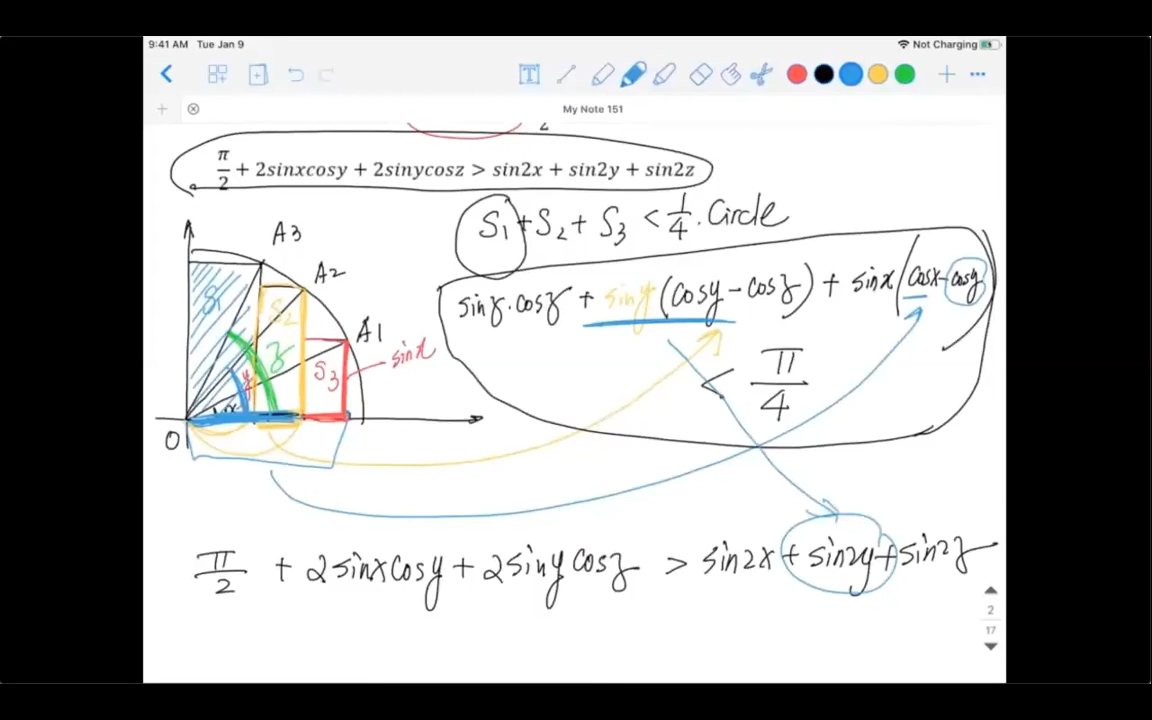 9:41 AM Tue Jan 9
Not Charging
My Note 151
2
π/2 + 2sinxcosy + 2sinycosz > sin2x + sin2y + sin2z
S1 + S2 + S3 < 1/4 . Circle
A3
A2
sinz.cosz + siny(cosy - cosz) + sinx(cosx - cosy)
S1
S2
A1
S3
sinx
z
y
x
< π/4
O
π/2 + 2sinxcosy + 2sinycosz > sin2x + sin2y + sin2z
2
17